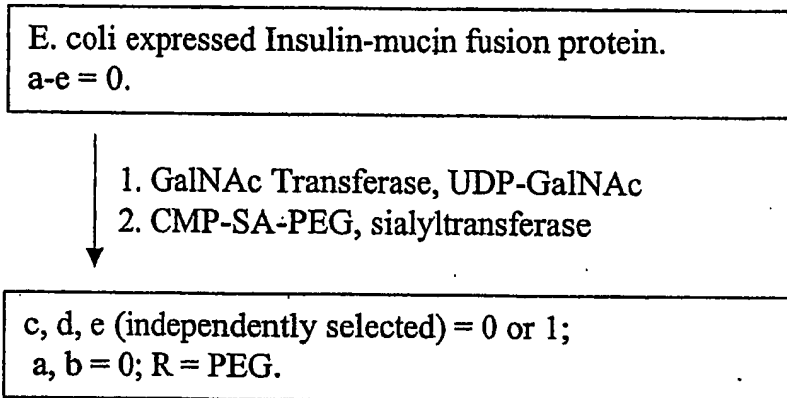 E. coli expressed Insulin-mucin fusion protein.
a-e = 0.
1. GalNAc Transferase, UDP-GalNAc
2. CMP-SA-PEG, sialyltransferase
c, d, e (independently selected) = 0 or 1;
a, b = 0; R = PEG.